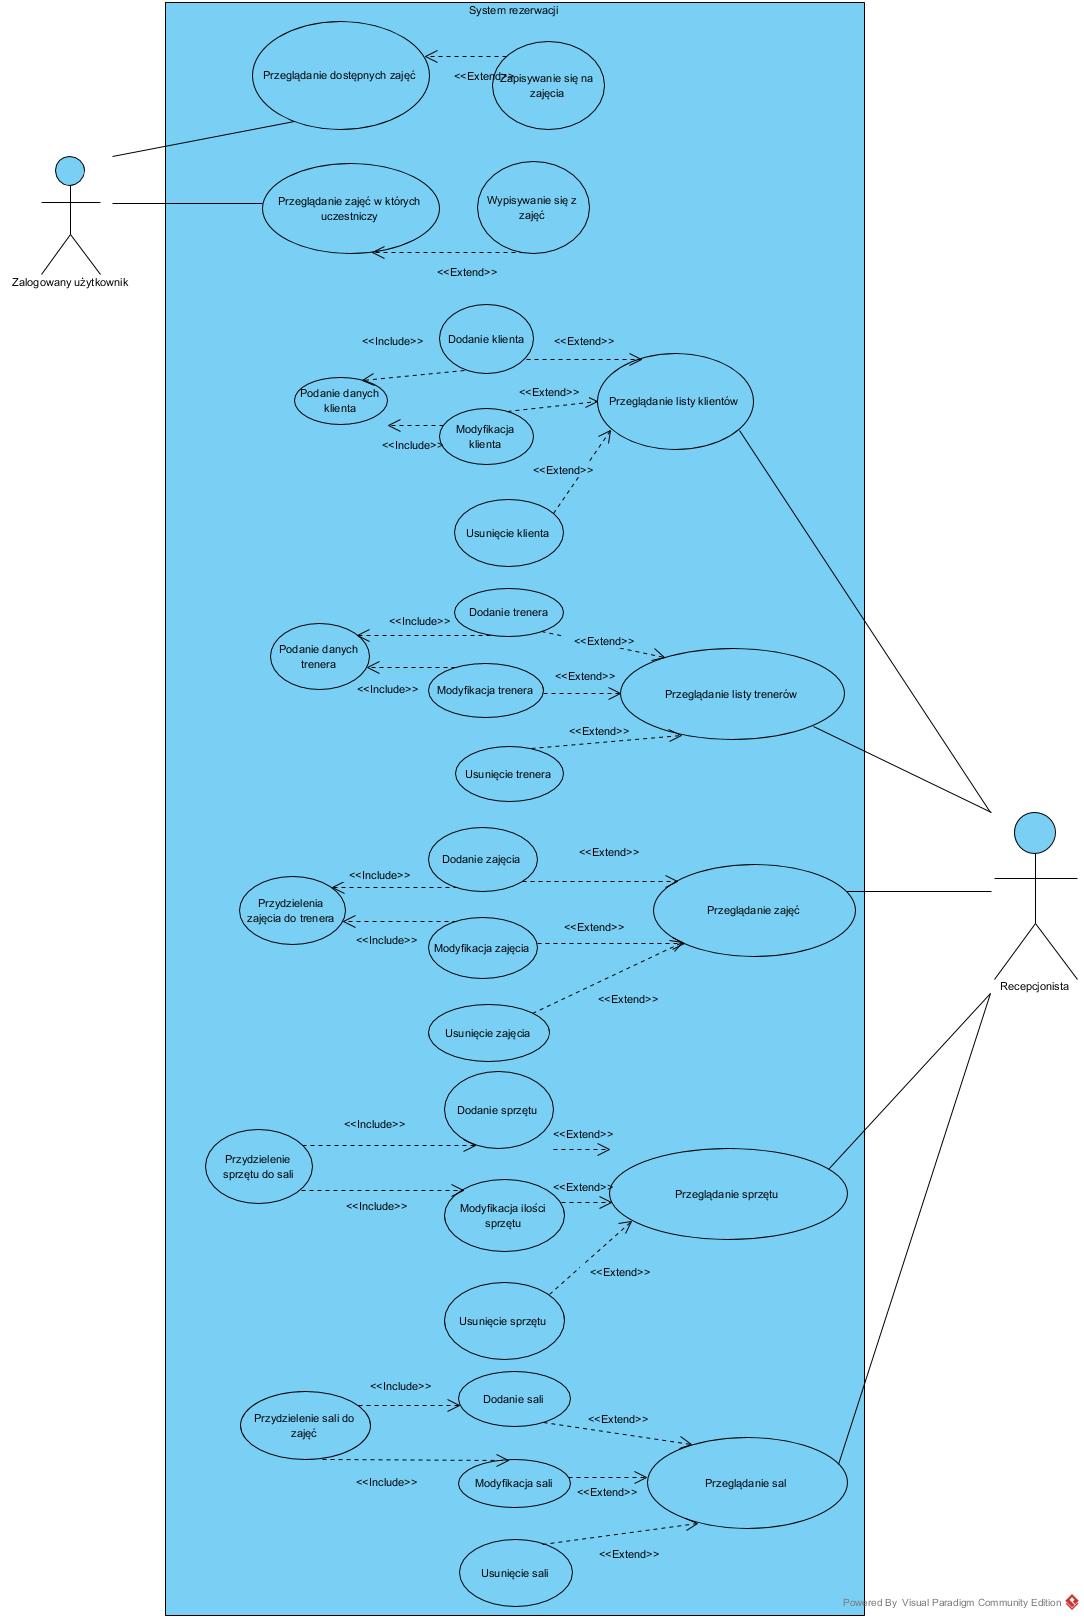 System rezerwacji
Przeglądanie dostępnych zajęć
<<Extend>>
Zapisywanie się na
zajęcia
Zalogowany użytkownik
Przeglądanie zajęć w których
uczestniczy
Wypisywanie się z
zajęć
<<Extend>>
Dodanie klienta
<<Include>>
<<Extend>>
Podanie danych
klienta
<<Extend>>
Przeglądanie listy klientów
Modyfikacja
klienta
<<Include>>
<<Extend>>
Usunięcie klienta
Dodanie trenera
<<Include>>
<<Extend>>
Podanie danych
trenera
<<Extend>>
Modyfikacja trenera
<<Include>>
Przeglądanie listy trenerów
<<Extend>>
Usunięcie trenera
Dodanie zajęcia
<<Extend>>
<<Include>>
Przydzielenia
zajęcia do trenera
Przeglądanie zajęć
<<Extend>>
<<Include>>
Modyfikacja zajęcia
Recepcjonista
<<Extend>>
Usunięcie zajęcia
Dodanie sprzętu
<<Include>>
<<Extend>>
Przydzielenie
sprzętu do sali
<<Extend>>
Przeglądanie sprzętu
<<Include>>
Modyfikacja ilości
sprzętu
<<Extend>>
Usunięcie sprzętu
<<Include>>
Dodanie sali
<<Extend>>
Przydzielenie sali do
zajęć
<<Include>>
Modyfikacja sali
<<Extend>>
Przeglądanie sal
<<Extend>>
Usunięcie sali
Powered By Visual Paradigm Community Edition